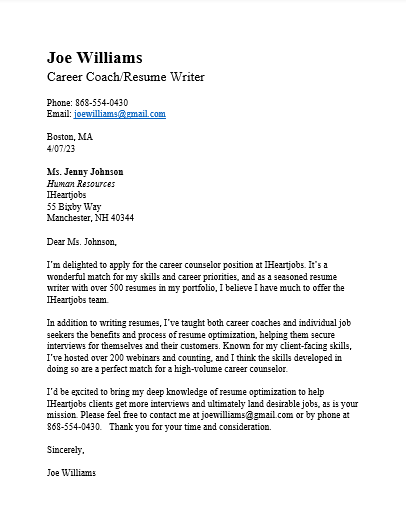 Joe Williams
Career Coach/Resume Writer
Phone: 868-554-0430
Email: joewilliams@gmail.com
Boston, MA
4/07/23
Ms. Jenny Johnson
Human Resources
IHeartjobs
55 Bixby Way
Manchester, NH 40344
Dear Ms. Johnson,
I’m delighted to apply for the career counselor position at IHeartjobs. It’s a
wonderful match for my skills and career priorities, and as a seasoned resume
writer with over 500 resumes in my portfolio, I believe I have much to offer the
IHeartjobs team.
In addition to writing resumes, I’ve taught both career coaches and individual job
seekers the benefits and process of resume optimization, helping them secure
interviews for themselves and their customers. Known for my client-facing skills,
I’ve hosted over 200 webinars and counting, and I think the skills developed in
doing so are a perfect match for a high-volume career counselor.
I’d be excited to bring my deep knowledge of resume optimization to help
IHeartjobs clients get more interviews and ultimately land desirable jobs, as is your
mission. Please feel free to contact me at joewilliams@gmail.com or by phone at
868-554-0430.   Thank you for your time and consideration.
Sincerely,
Joe Williams